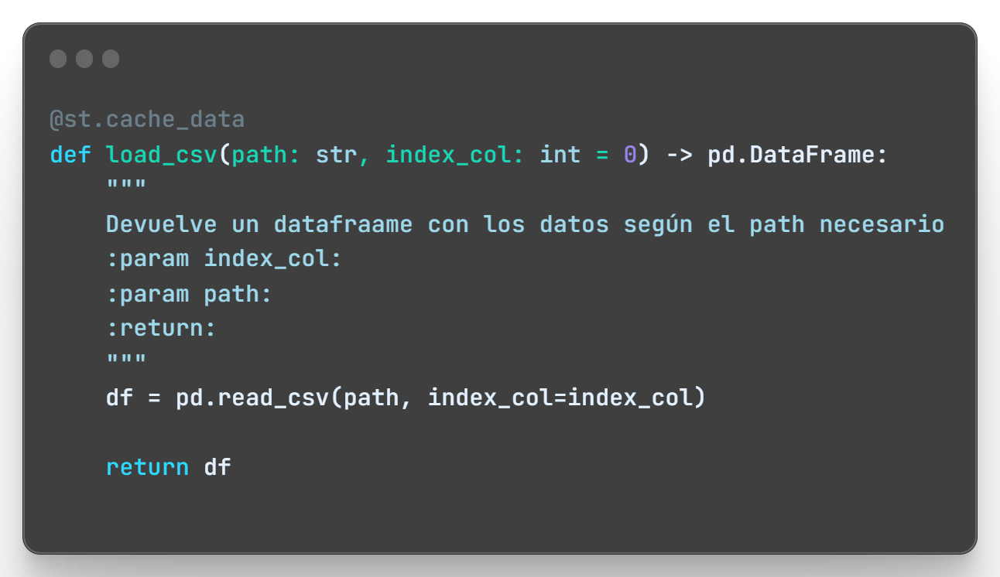 @st.cache_data
def load_csv(path: str, index_col: int = 0) -> pd.DataFrame:
    """
    Devuelve un datafraame con los datos según el path necesario
    :param index_col:
    :param path:
    :return:
    """
    df = pd.read_csv(path, index_col=index_col)
    return df